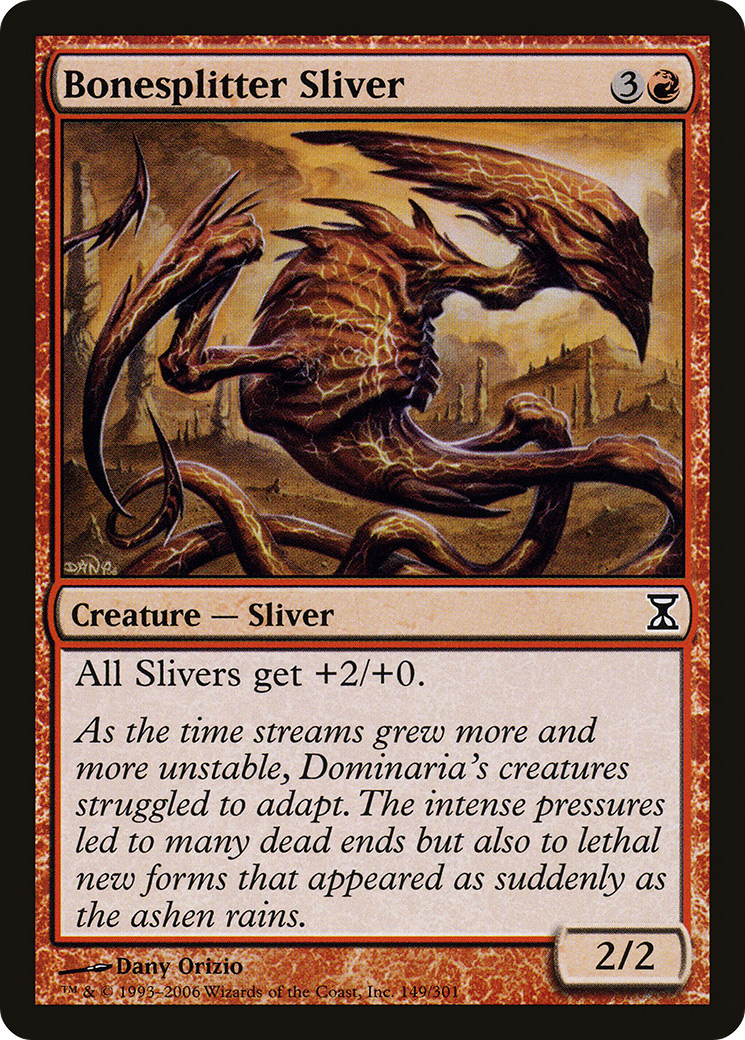 Bonesplitter Sliver 3
DANO
Creature — Sliver
All Slivers get +2/+0.
As the time streams grew more and
more unstable, Dominaria's creatures
struggled to adapt. The intense pressures
led to many dead ends but also to lethal
new forms that appeared as suddenly as
the ashen rains.
2/2
Dany Orizio
™ & © 1993–2006 Wizards of the Coast, Inc. 149/301